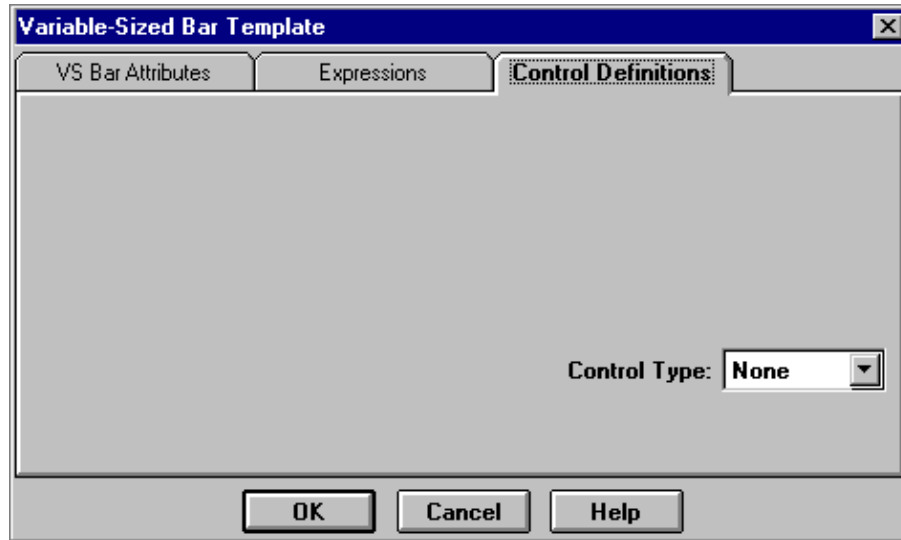 Variable-Sized Bar Template
VS Bar Attributes Expressions Control Definitions
Control Type: None
OK Cancel Help